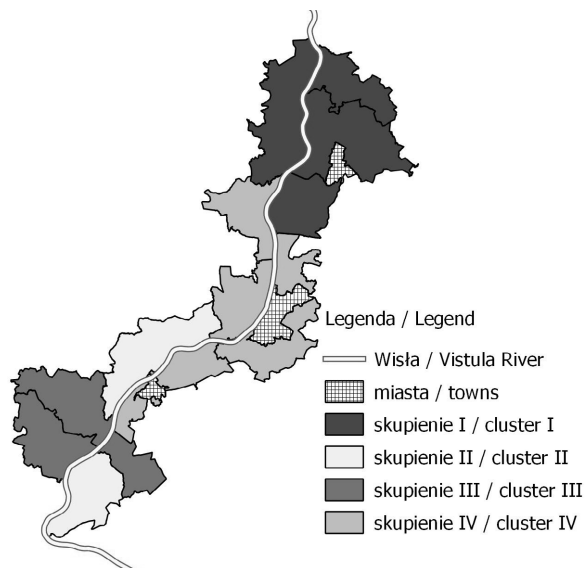 Legenda / Legend
Wisła / Vistula River
miasta / towns
skupienie I / cluster I
skupienie II / cluster II
skupienie III / cluster III
skupienie IV / cluster IV